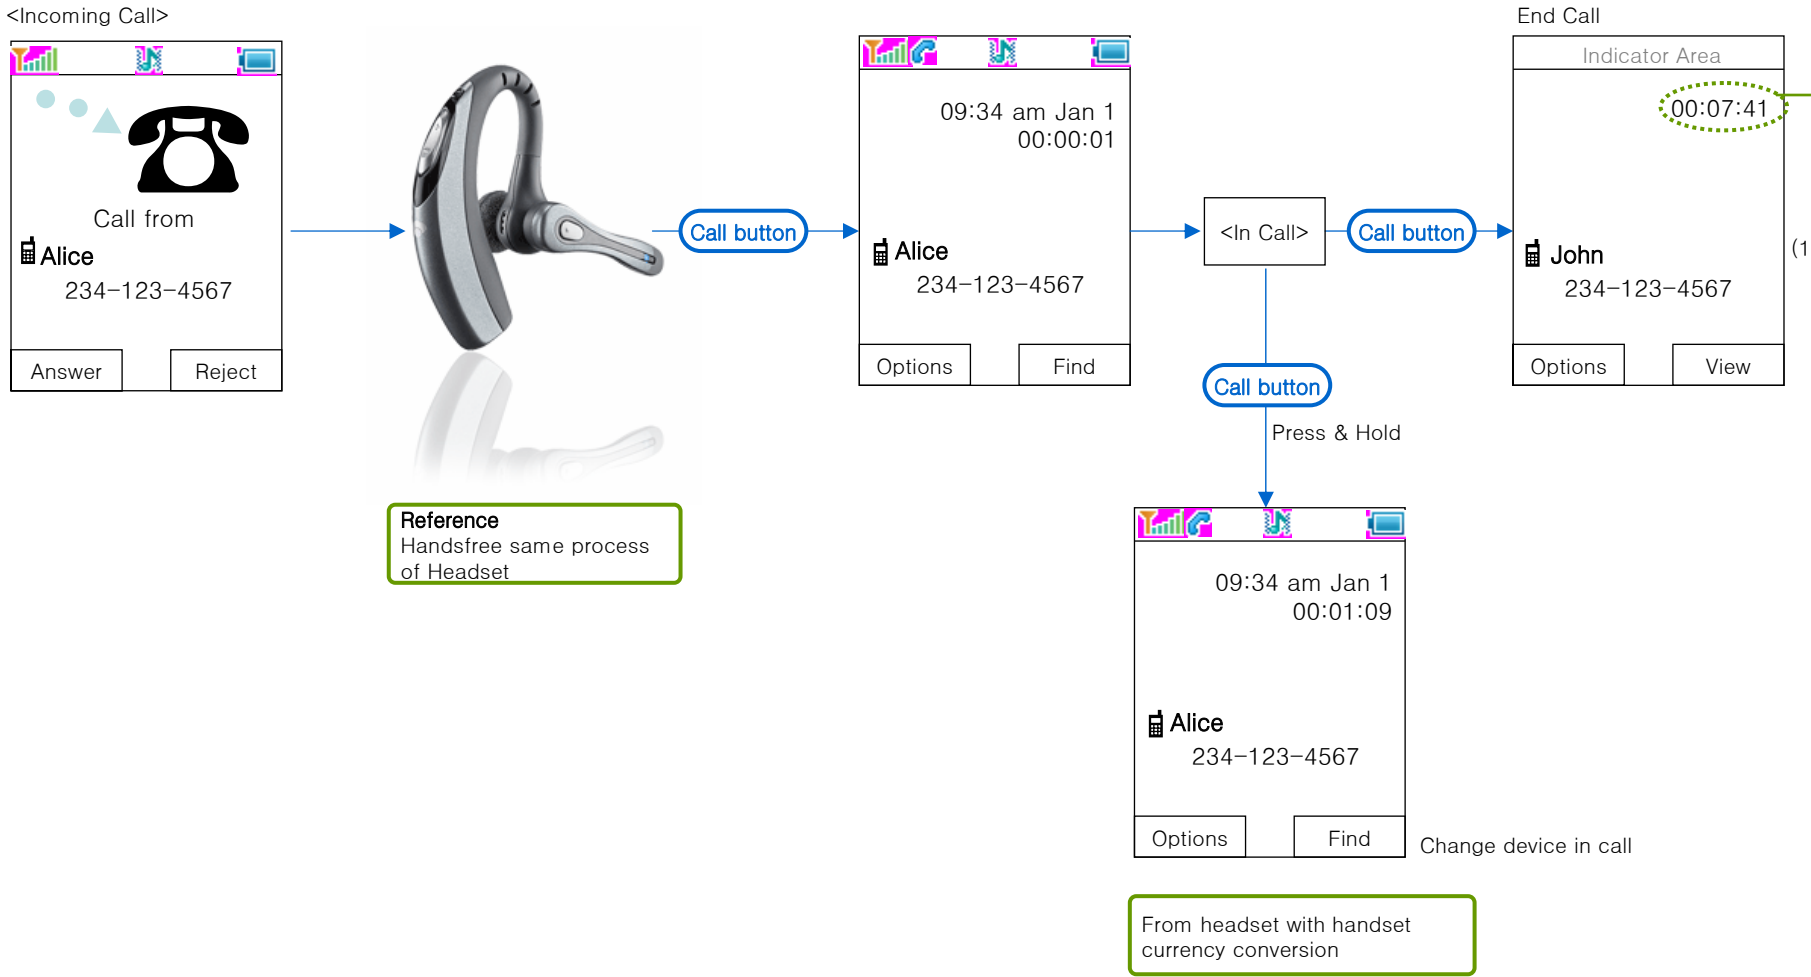 <Incoming Call>
Call from
Alice
234-123-4567
Answer
Reject
Reference
Handsfree same process
of Headset
Call button
09:34 am Jan 1
00:00:01
Alice
234-123-4567
Options
Find
<In Call>
Call button
End Call
Indicator Area
00:07:41
John
234-123-4567
Options
View
(1
Call button
Press & Hold
09:34 am Jan 1
00:01:09
Alice
234-123-4567
Options
Find
Change device in call
From headset with handset
currency conversion